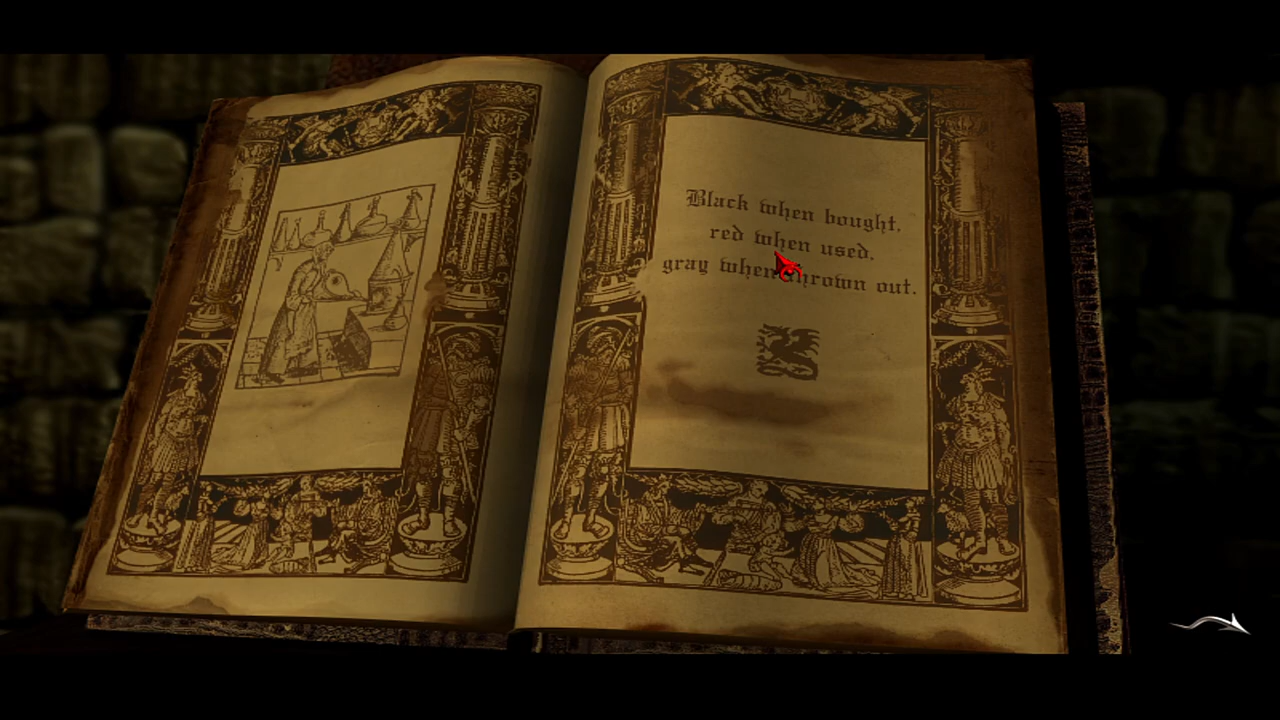 Black when bought,
red when used,
gray when thrown out.